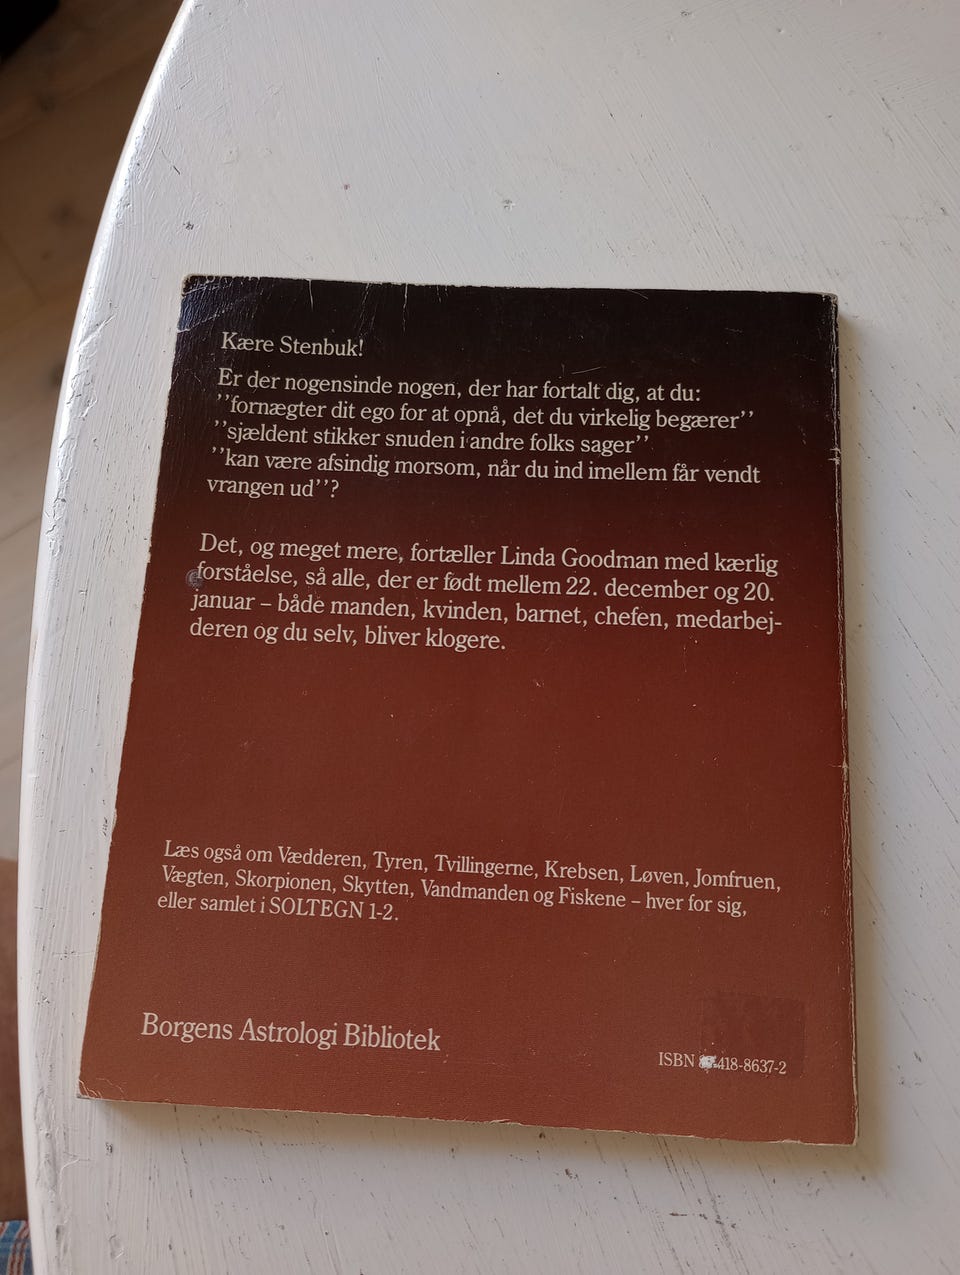 Kære Stenbuk!
Er der nogensinde nogen, der har fortalt dig, at du:
''fornægter dit ego for at opnå, det du virkelig begærer''
''sjældent stikker snuden i andre folks sager''
''kan være afsindig morsom, når du ind imellem får vendt
vrangen ud''?
Det, og meget mere, fortæller Linda Goodman med kærlig
forståelse, så alle, der er født mellem 22. december og 20.
januar – både manden, kvinden, barnet, chefen, medarbej-
deren og du selv, bliver klogere.
Læs også om Vædderen, Tyren, Tvillingerne, Krebsen, Løven, Jomfruen,
Vægten, Skorpionen, Skytten, Vandmanden og Fiskene – hver for sig,
eller samlet i SOLTEGN 1-2.
Borgens Astrologi Bibliotek
ISBN 418-8637-2